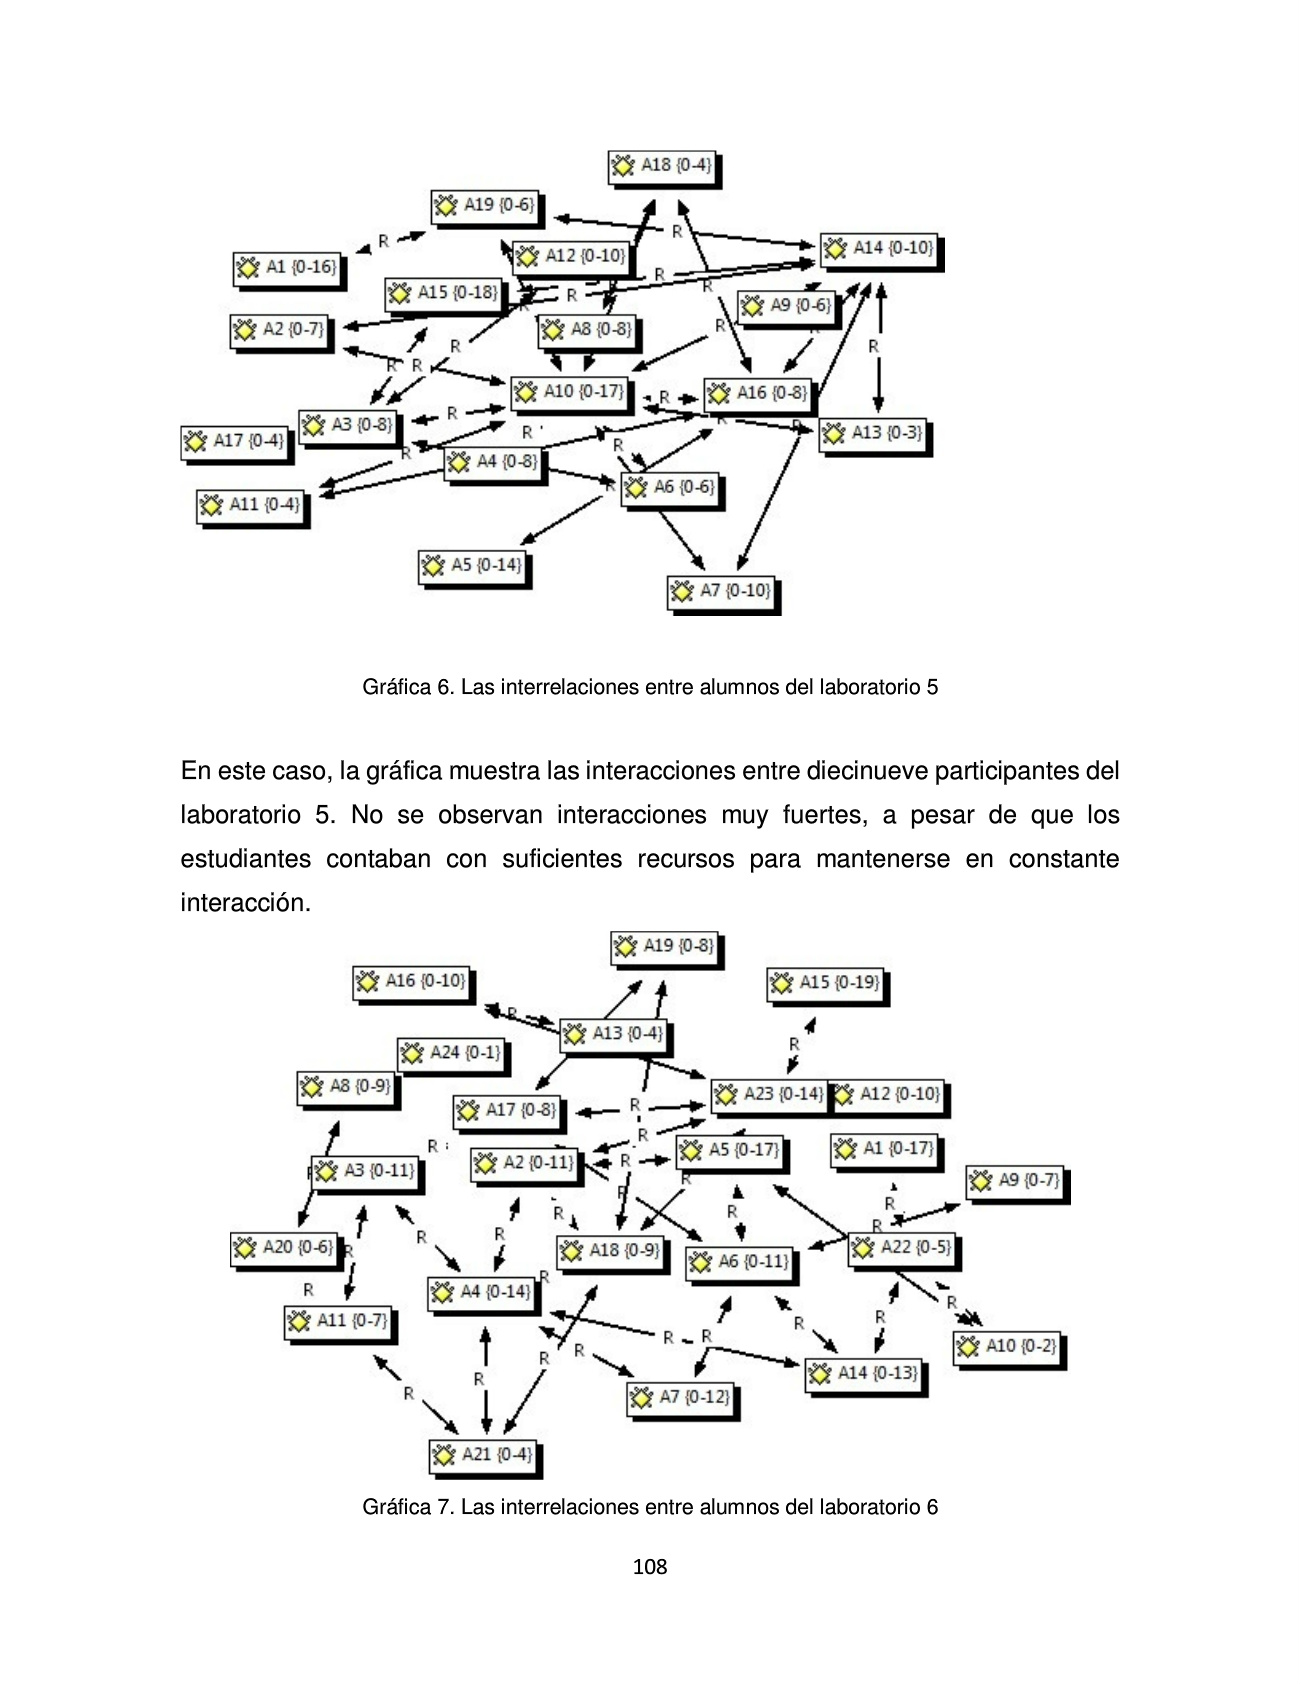 A18 {0-4}
A19 {0-6}
R
A14 {0-10}
R
A12 {0-10}
A1 {0-16}
R
A15 {0-18}
R
R
A9 {0-6}
A2 {0-7}
A8 {0-8}
R
R
R
R R
A10 {0-17}
R
A16 {0-8}
A3 {0-8}
R
A17 {0-4}
R
R
A13 {0-3}
R
A4 {0-8}
R
A6 {0-6}
A11 {0-4}
A5 {0-14}
A7 {0-10}
Gráfica 6. Las interrelaciones entre alumnos del laboratorio 5
En este caso, la gráfica muestra las interacciones entre diecinueve participantes del
laboratorio 5. No se observan interacciones muy fuertes, a pesar de que los
estudiantes contaban con suficientes recursos para mantenerse en constante
interacción.
A19 {0-8}
A16 {0-10}
A15 {0-19}
R
A13 {0-4}
R
A24 {0-1}
A8 {0-9}
A23 {0-14}
A12 {0-10}
A17 {0-8}
R
R
R
A5 {0-17}
A1 {0-17}
A3 {0-11}
A2 {0-11}
R
R
A9 {0-7}
R
R
R
R
R
A20 {0-6}
R
R
R
A18 {0-9}
A6 {0-11}
A22 {0-5}
R
A4 {0-14}
R
R
A11 {0-7}
R
R
R
R
R
A10 {0-2}
R
R
R
A14 {0-13}
R
A7 {0-12}
A21 {0-4}
Gráfica 7. Las interrelaciones entre alumnos del laboratorio 6
108